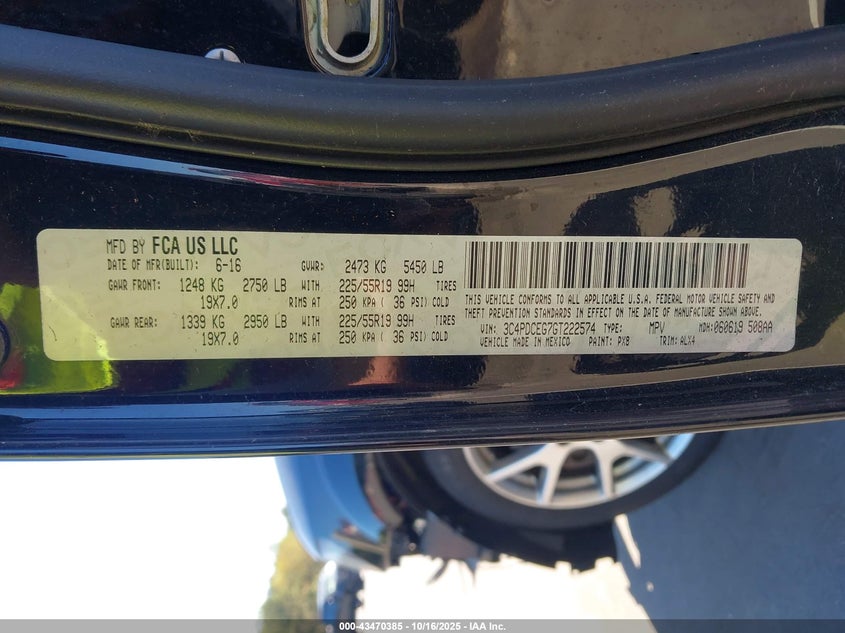 MFD BY FCA US LLC
DATE OF MFR(BUILT): 6-16 GVWR: 2473 KG 5450 LB
GAWR FRONT: 1248 KG 2750 LB WITH 225/55R19 99H TIRES
19X7.0 RIMS AT 250 KPA ( 36 PSI) COLD
GAWR REAR: 1339 KG 2950 LB WITH 225/55R19 99H TIRES
19X7.0 RIMS AT 250 KPA ( 36 PSI) COLD
THIS VEHICLE CONFORMS TO ALL APPLICABLE U.S.A. FEDERAL MOTOR VEHICLE SAFETY AND
THEFT PREVENTION STANDARDS IN EFFECT ON THE DATE OF MANUFACTURE SHOWN ABOVE.
VIN: 3C4PDCEG7GT222574 TYPE: MPV MDH: 060619 508AA
VEHICLE MADE IN MEXICO PAINT: PX8 TRIM: ALX4
000-43470385 - 10/16/2025 - IAA Inc.